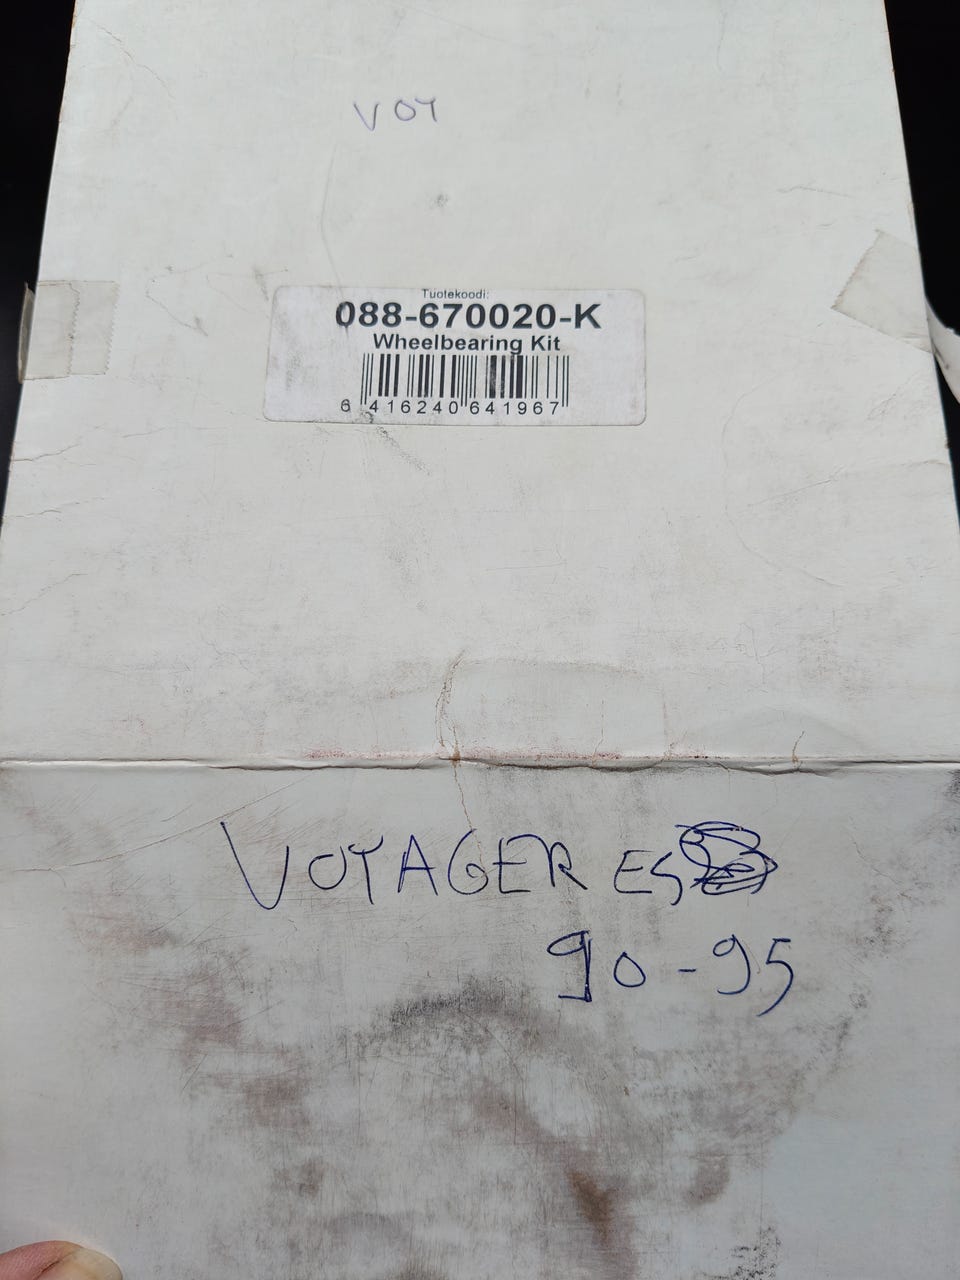 VOY
Tuotekoodi:
088-670020-K
Wheelbearing Kit
6 416240 641967
VOYAGER ES
90-95